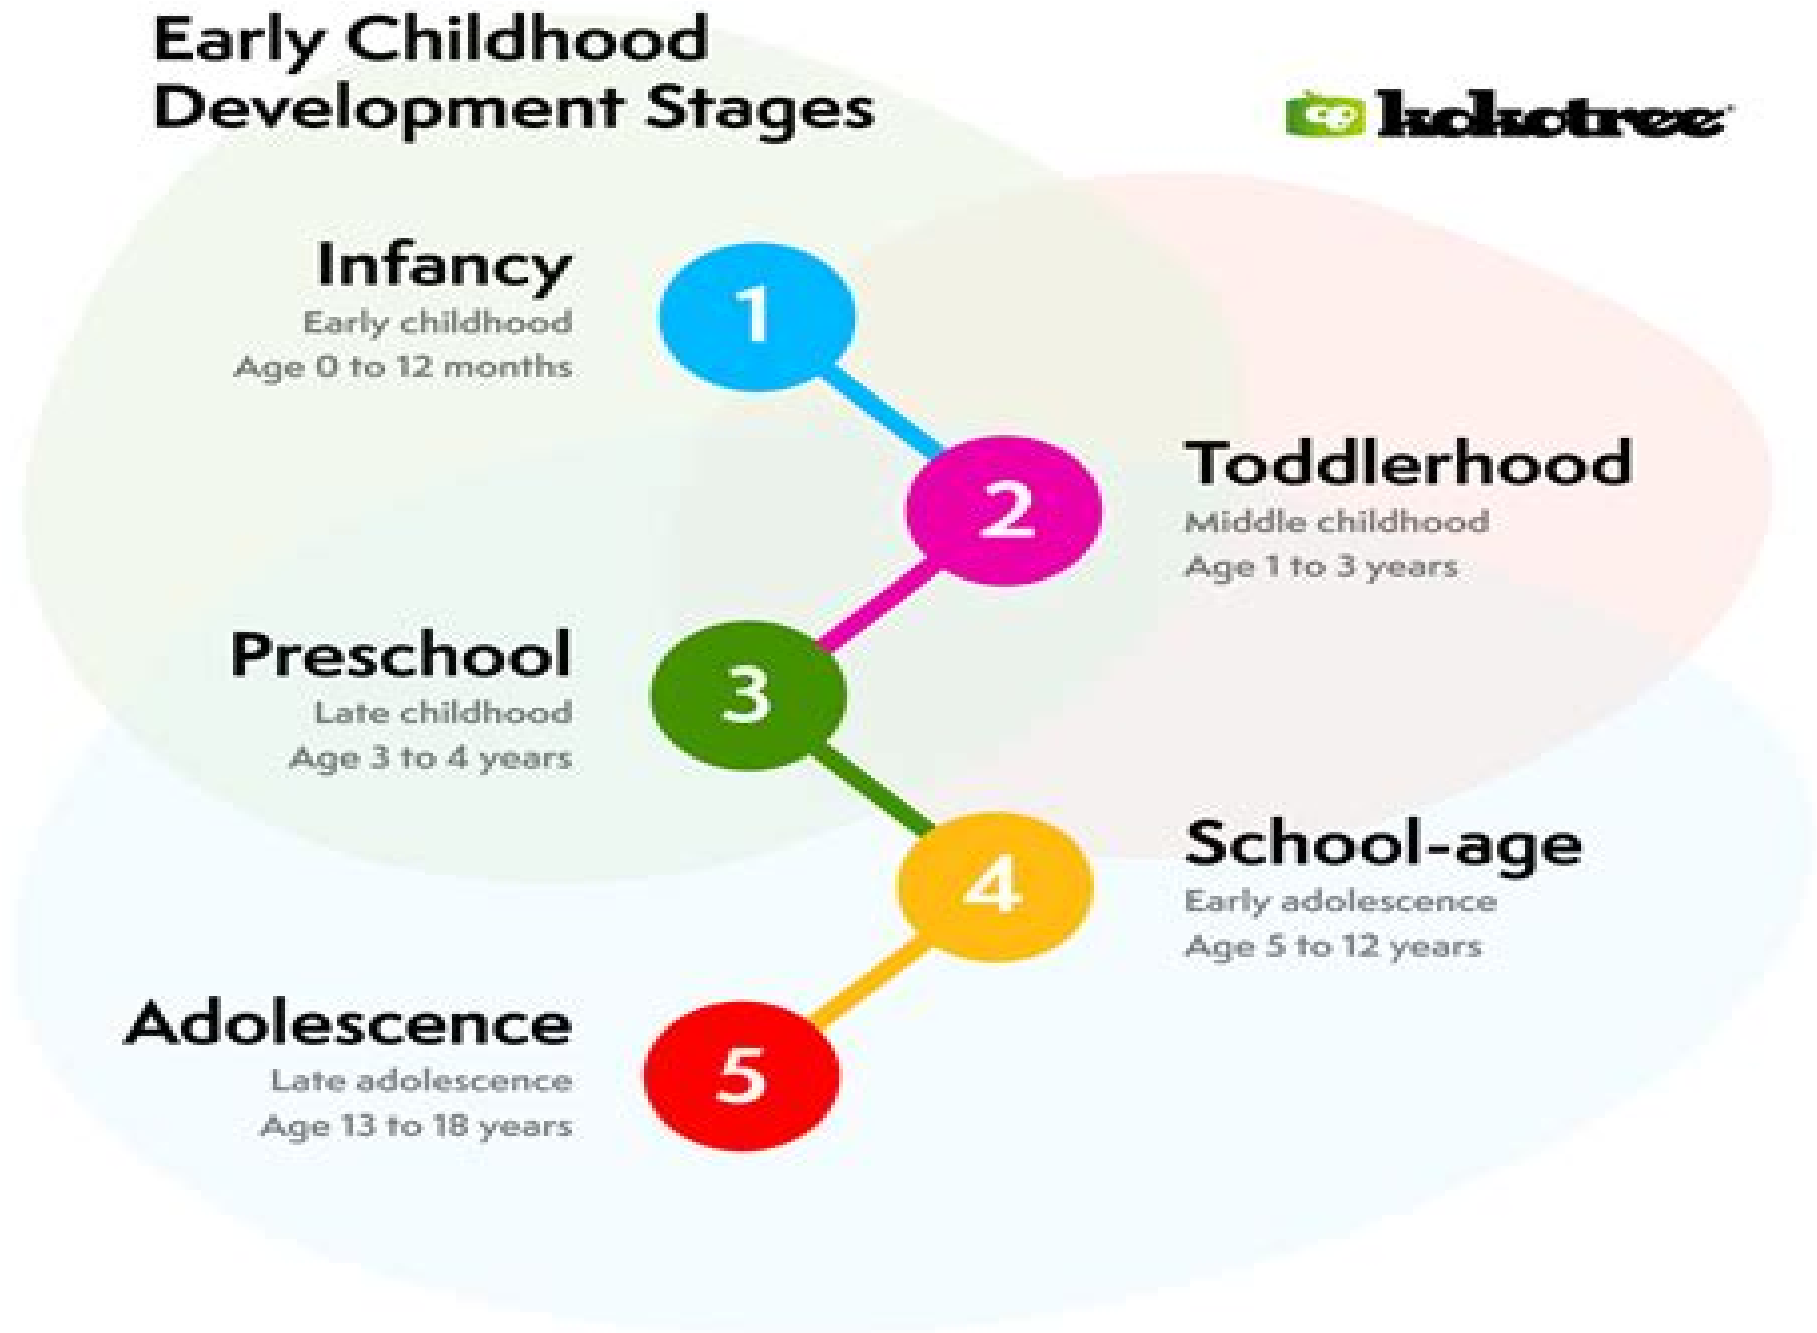 Early Childhood
Development Stages
kokotree
Infancy
Early childhood
Age 0 to 12 months
1
2
Toddlerhood
Middle childhood
Age 1 to 3 years
Preschool
Late childhood
Age 3 to 4 years
3
4
School-age
Early adolescence
Age 5 to 12 years
Adolescence
Late adolescence
Age 13 to 18 years
5